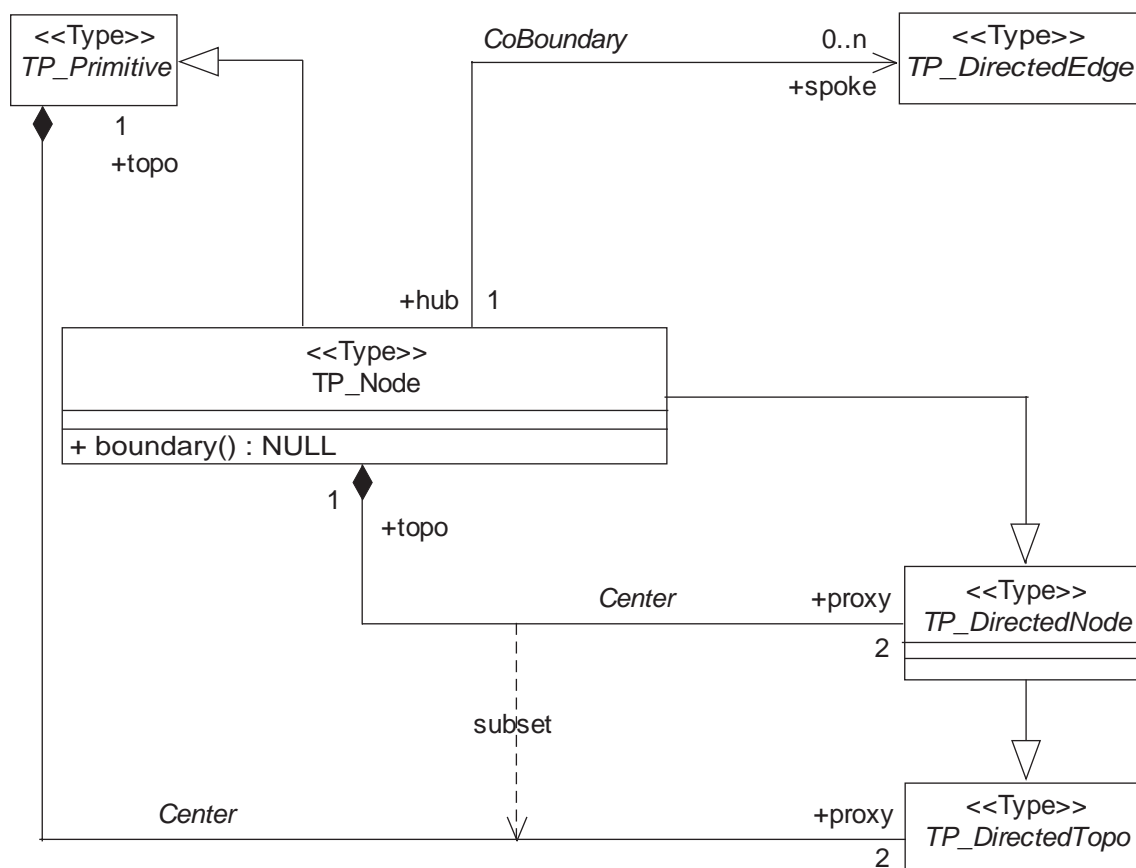 <<Type>>
TP_Primitive
CoBoundary
0..n
<<Type>>
TP_DirectedEdge
+spoke
1
+topo
+hub
1
<<Type>>
TP_Node
+ boundary() : NULL
1
+topo
Center
+proxy
<<Type>>
TP_DirectedNode
2
subset
Center
+proxy
<<Type>>
TP_DirectedTopo
2